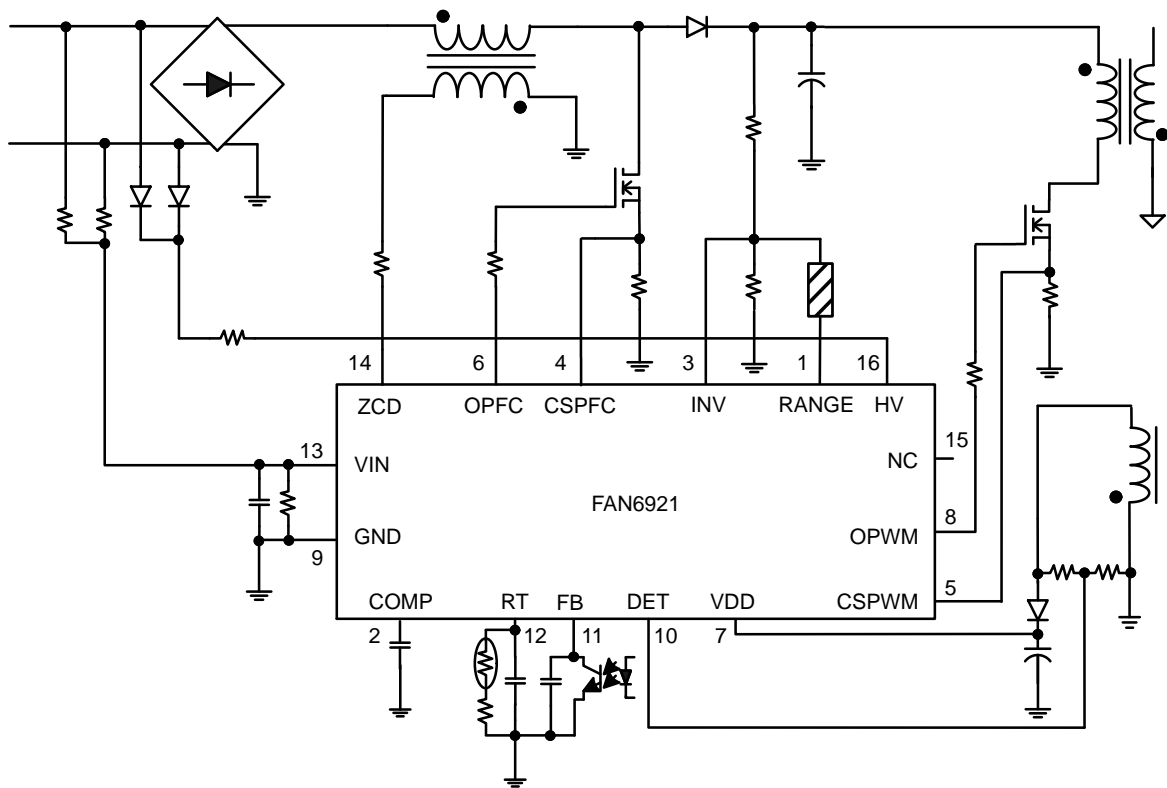 14 6 4 3 1 16
ZCD OPFC CSPFC INV RANGE HV
15
13
VIN NC
FAN6921
8
GND OPWM
9
5
COMP RT FB DET VDD CSPWM
2 12 11 10 7